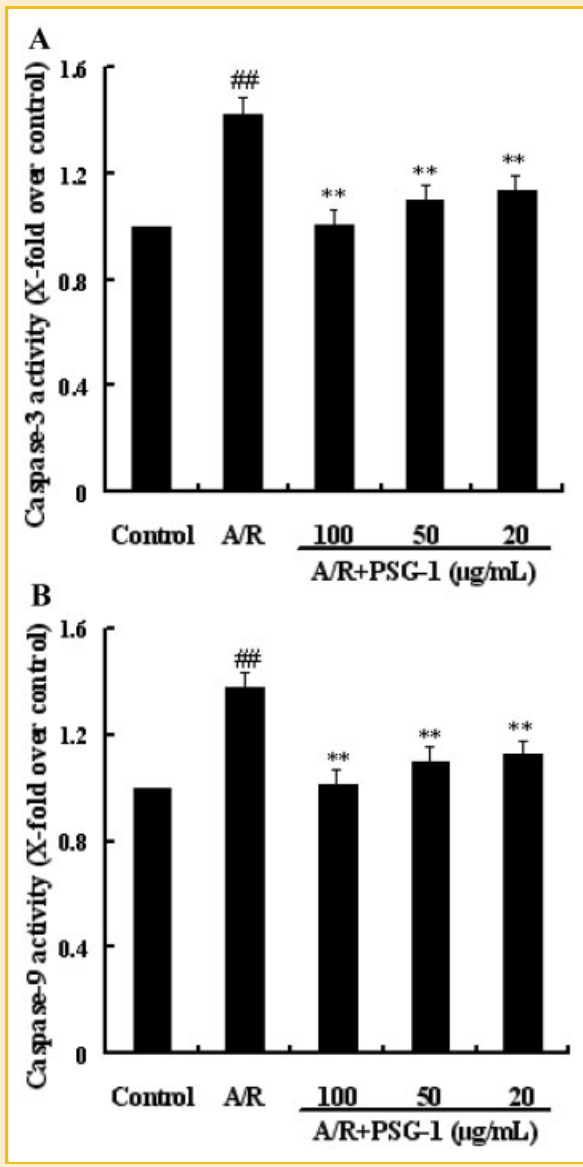 A
Caspase-3 activity (X-fold over control)
1.6
1.2
0.8
0.4
0
##
**
**
**
Control A/R 100 50 20
A/R+PSG-1 (µg/mL)
B
Caspase-9 activity (X-fold over control)
1.6
1.2
0.8
0.4
0
##
**
**
**
Control A/R 100 50 20
A/R+PSG-1 (µg/mL)